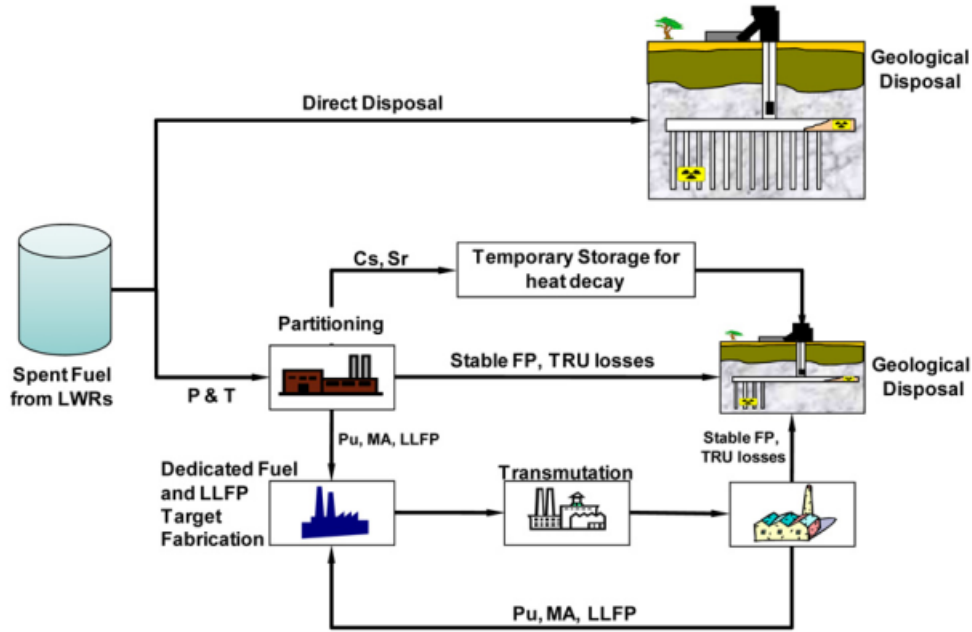 Geological
Disposal
Direct Disposal
Cs, Sr
Temporary Storage for
heat decay
Partitioning
Spent Fuel
from LWRs
P & T
Stable FP, TRU losses
Geological
Disposal
Pu, MA, LLFP
Stable FP,
TRU losses
Dedicated Fuel
and LLFP
Target
Fabrication
Transmutation
Pu, MA, LLFP